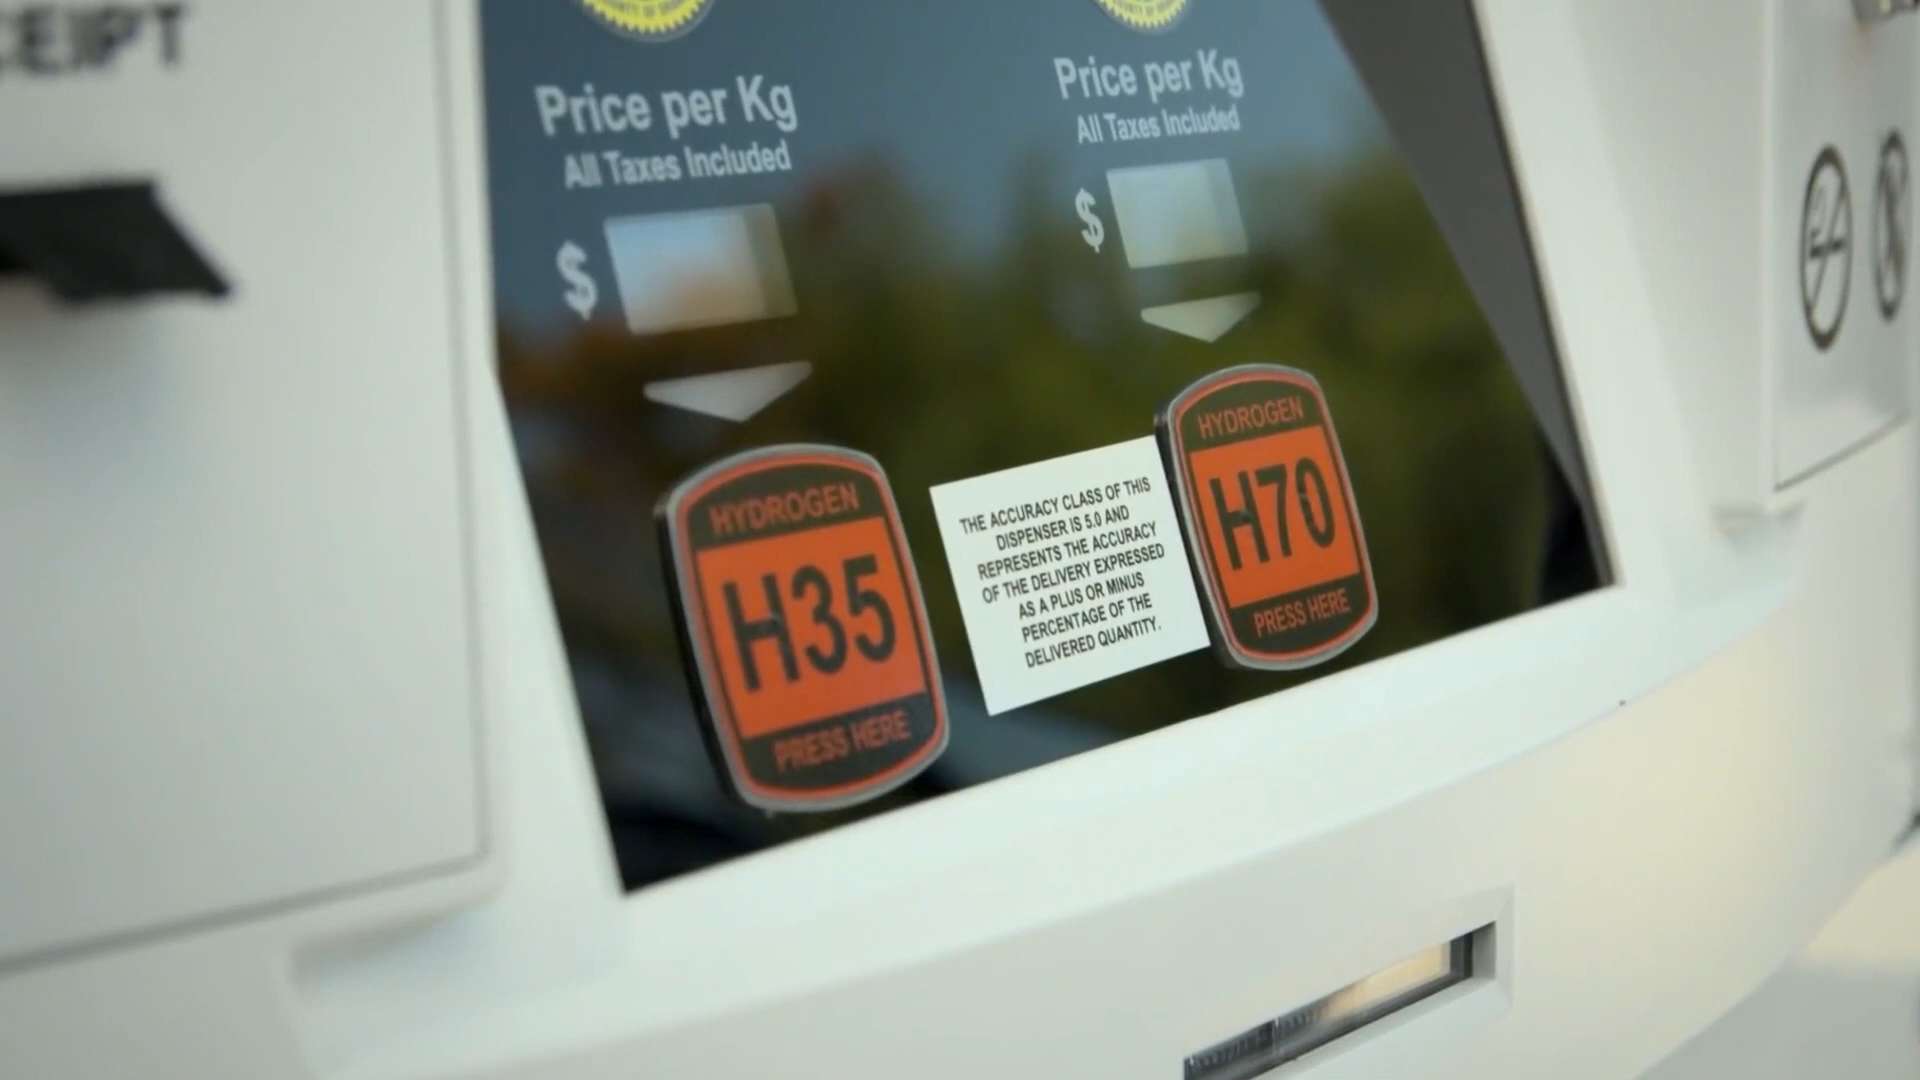 CEIPT
Price per Kg
All Taxes Included
$
HYDROGEN
H35
PRESS HERE
THE ACCURACY CLASS OF THIS
DISPENSER IS 5.0 AND
REPRESENTS THE ACCURACY
OF THE DELIVERY EXPRESSED
AS A PLUS OR MINUS
PERCENTAGE OF THE
DELIVERED QUANTITY.
Price per Kg
All Taxes Included
$
HYDROGEN
H70
PRESS HERE